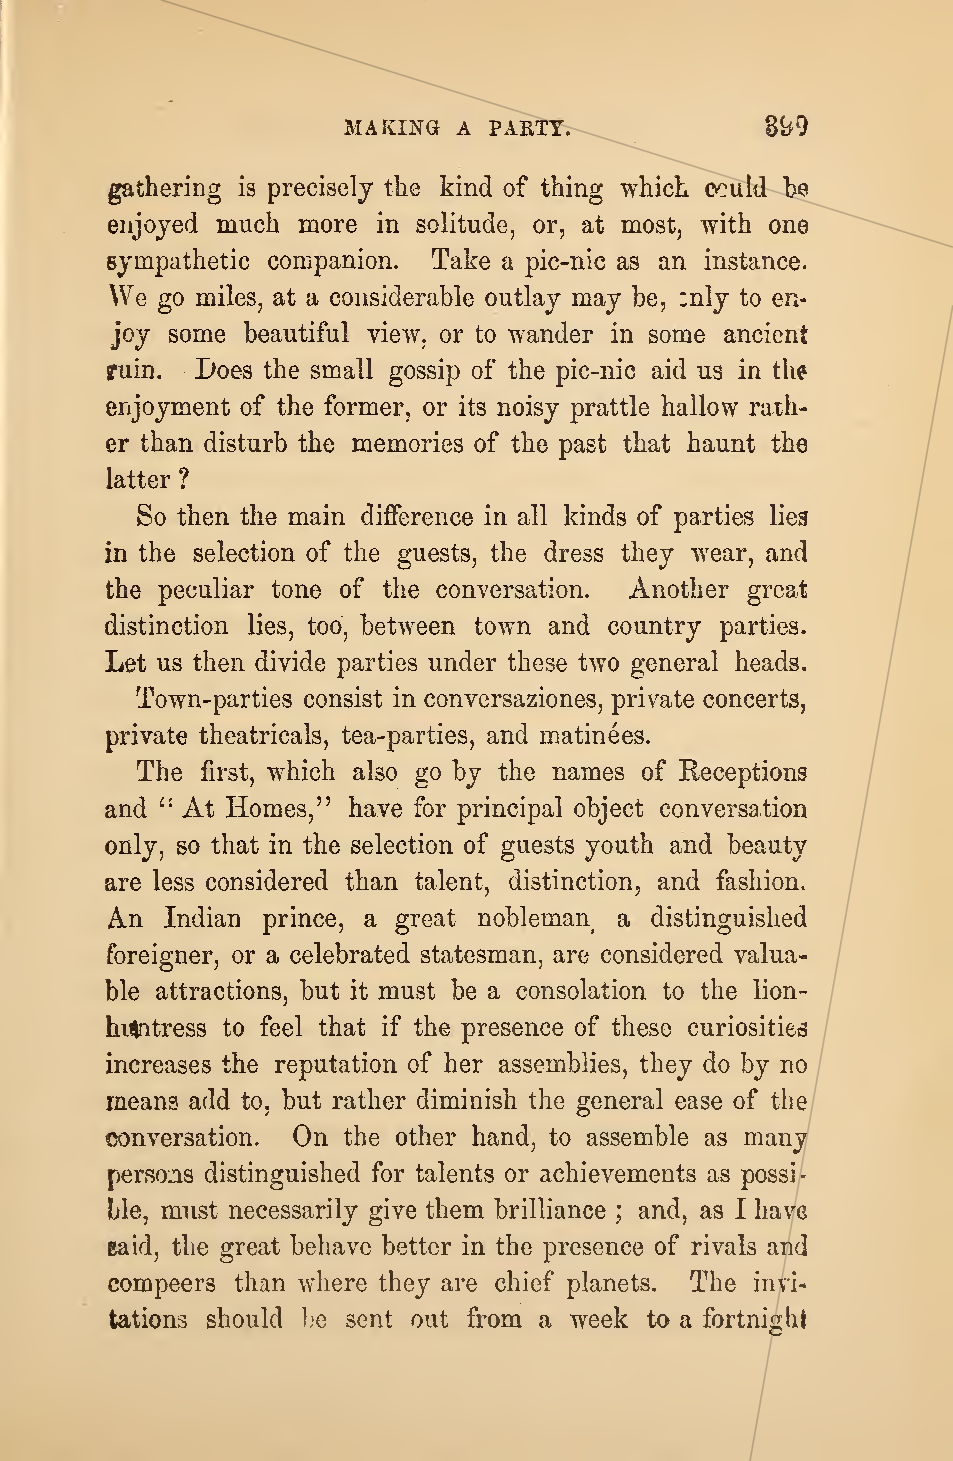 MAKING A PARTY. 399
gathering is precisely the kind of thing which could be
enjoyed much more in solitude, or, at most, with one
sympathetic companion. Take a pic-nic as an instance.
We go miles, at a considerable outlay may be, only to en-
joy some beautiful view, or to wander in some ancient
ruin. Does the small gossip of the pic-nic aid us in the
enjoyment of the former, or its noisy prattle hallow rath-
er than disturb the memories of the past that haunt the
latter ?
So then the main difference in all kinds of parties lies
in the selection of the guests, the dress they wear, and
the peculiar tone of the conversation. Another great
distinction lies, too, between town and country parties.
Let us then divide parties under these two general heads.
Town-parties consist in conversaziones, private concerts,
private theatricals, tea-parties, and matinées.
The first, which also go by the names of Receptions
and “ At Homes,” have for principal object conversation
only, so that in the selection of guests youth and beauty
are less considered than talent, distinction, and fashion.
An Indian prince, a great nobleman, a distinguished
foreigner, or a celebrated statesman, are considered valua-
ble attractions, but it must be a consolation to the lion-
huntress to feel that if the presence of these curiosities
increases the reputation of her assemblies, they do by no
means add to, but rather diminish the general ease of the
conversation. On the other hand, to assemble as many
persons distinguished for talents or achievements as possi-
ble, must necessarily give them brilliance ; and, as I have
said, the great behave better in the presence of rivals and
compeers than where they are chief planets. The invi-
tations should be sent out from a week to a fortnight